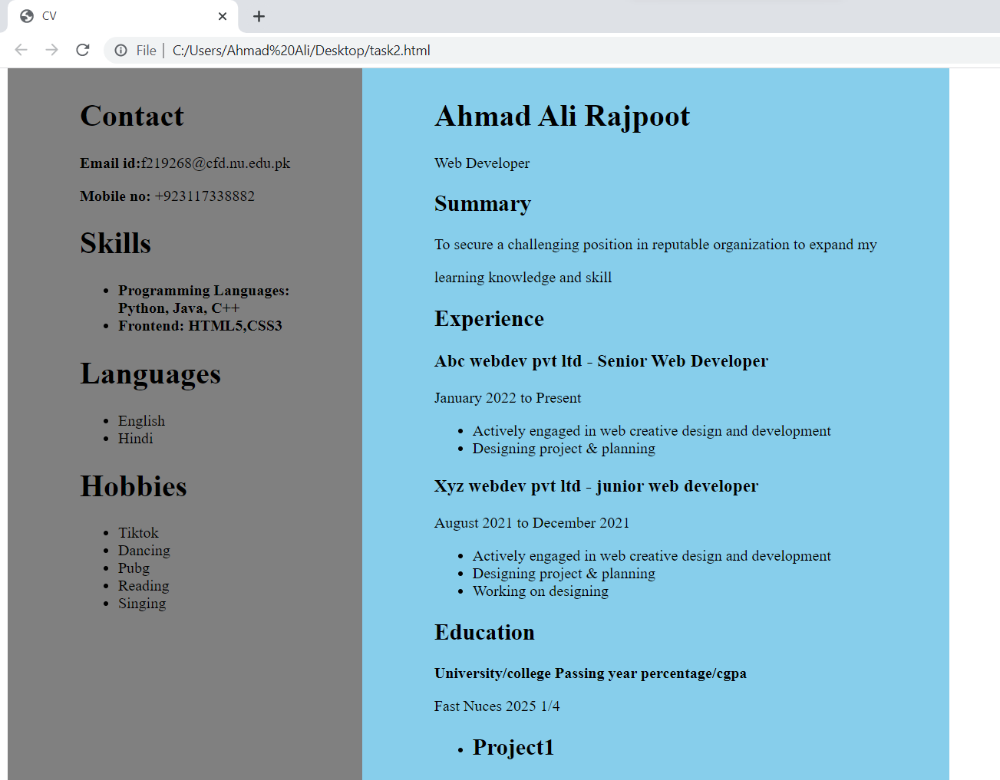 CV
File
C:/Users/Ahmad%20Ali/Desktop/task2.html
Contact
Email id:f219268@cfd.nu.edu.pk
Mobile no: +923117338882
Skills
Programming Languages:
Python, Java, C++
Frontend: HTML5,CSS3
Languages
English
Hindi
Hobbies
Tiktok
Dancing
Pubg
Reading
Singing
Ahmad Ali Rajpoot
Web Developer
Summary
To secure a challenging position in reputable organization to expand my
learning knowledge and skill
Experience
Abc webdev pvt ltd - Senior Web Developer
January 2022 to Present
Actively engaged in web creative design and development
Designing project & planning
Xyz webdev pvt ltd - junior web developer
August 2021 to December 2021
Actively engaged in web creative design and development
Designing project & planning
Working on designing
Education
University/college Passing year percentage/cgpa
Fast Nuces 2025 1/4
Project1